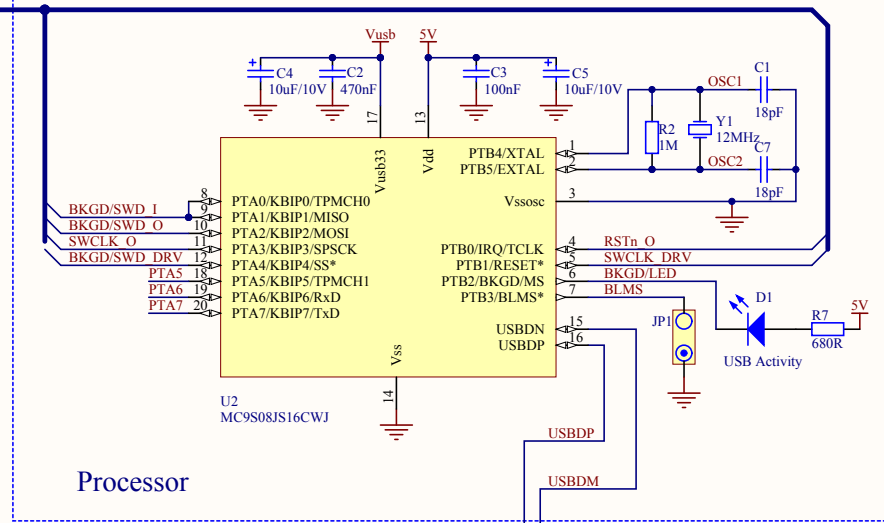 Vusb
5V
C4
10uF/10V
C2
470nF
C3
100nF
C5
10uF/10V
OSC1
C1
18pF
R2
1M
Y1
12MHz
OSC2
C7
18pF
17
Vusb33
13
Vdd
PTB4/XTAL
1
PTB5/EXTAL
2
Vssosc
3
8
PTA0/KBIP0/TPMCH0
BKGD/SWD_I
9
PTA1/KBIP1/MISO
BKGD/SWD_O
10
PTA2/KBIP2/MOSI
SWCLK_O
11
PTA3/KBIP3/SPSCK
BKGD/SWD_DRV
12
PTA4/KBIP4/SS*
PTA5
18
PTA5/KBIP5/TPMCH1
PTA6
19
PTA6/KBIP6/RxD
PTA7
20
PTA7/KBIP7/TxD
PTB0/IRQ/TCLK
4
RSTn_O
PTB1/RESET*
5
SWCLK_DRV
PTB2/BKGD/MS
6
BKGD/LED
PTB3/BLMS*
7
BLMS
JP1
D1
USB Activity
R7
680R
5V
USBDN
15
USBDP
16
Vss
14
U2
MC9S08JS16CWJ
USBDP
USBDM
Processor